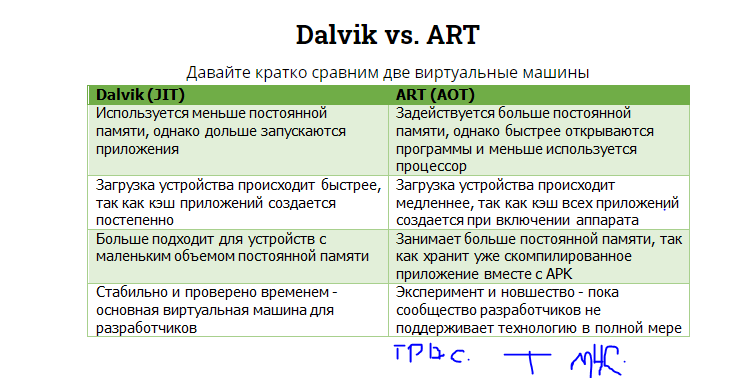 Dalvik vs. ART
Давайте кратко сравним две виртуальные машины
Dalvik (JIT)
ART (AOT)
Используется меньше постоянной
памяти, однако дольше запускаются
приложения
Задействуется больше постоянной
памяти, однако быстрее открываются
программы и меньше используется
процессор
Загрузка устройства происходит быстрее,
так как кэш приложений создается
постепенно
Загрузка устройства происходит
медленнее, так как кэш всех приложений
создается при включении аппарата
Больше подходит для устройств с
маленьким объемом постоянной памяти
Занимает больше постоянной памяти, так
как хранит уже скомпилированное
приложение вместе с APK
Стабильно и проверено временем -
основная виртуальная машина для
разработчиков
Эксперимент и новшество - пока
сообщество разработчиков не
поддерживает технологию в полной мере